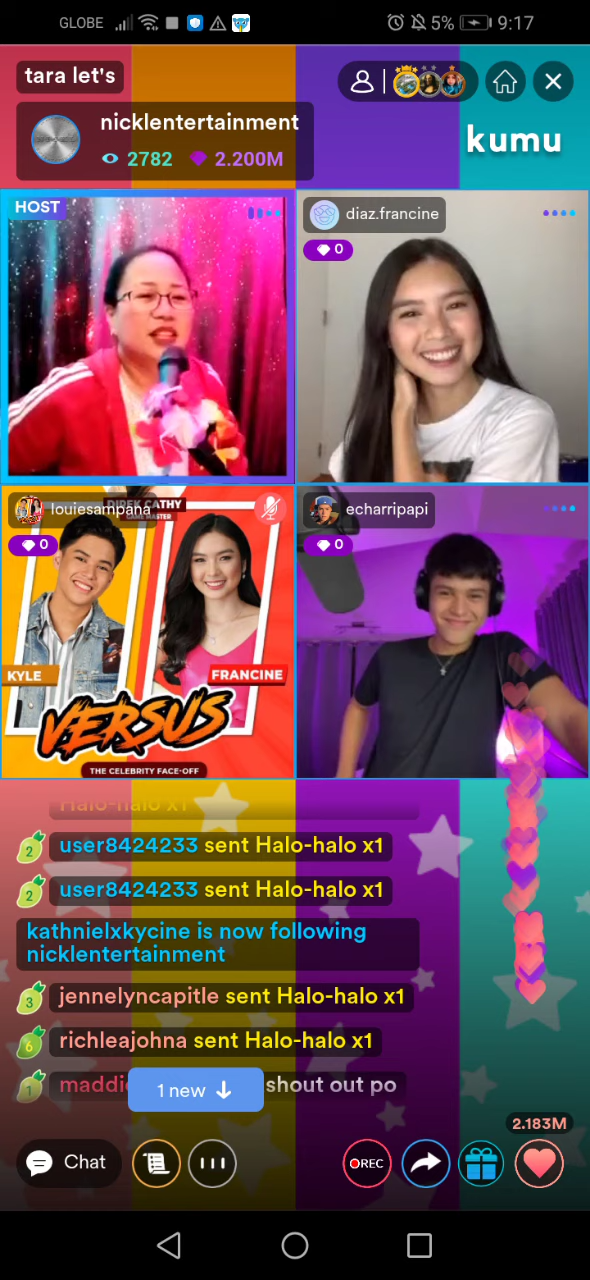 GLOBE
5%
9:17
tara let's
nicklentertainment
2782
2.200M
kumu
HOST
diaz.francine
0
louiesampana
DIREK CATHY
GAME MASTER
0
KYLE
FRANCINE
VERSUS
THE CELEBRITY FACE-OFF
echarripapi
0
Halo-halo x1
2 user8424233 sent Halo-halo x1
2 user8424233 sent Halo-halo x1
kathnielxkycine is now following
nicklentertainment
3 jennelyncapitle sent Halo-halo x1
6 richleajohna sent Halo-halo x1
1 shout out po
1 new
2.183M
Chat
REC